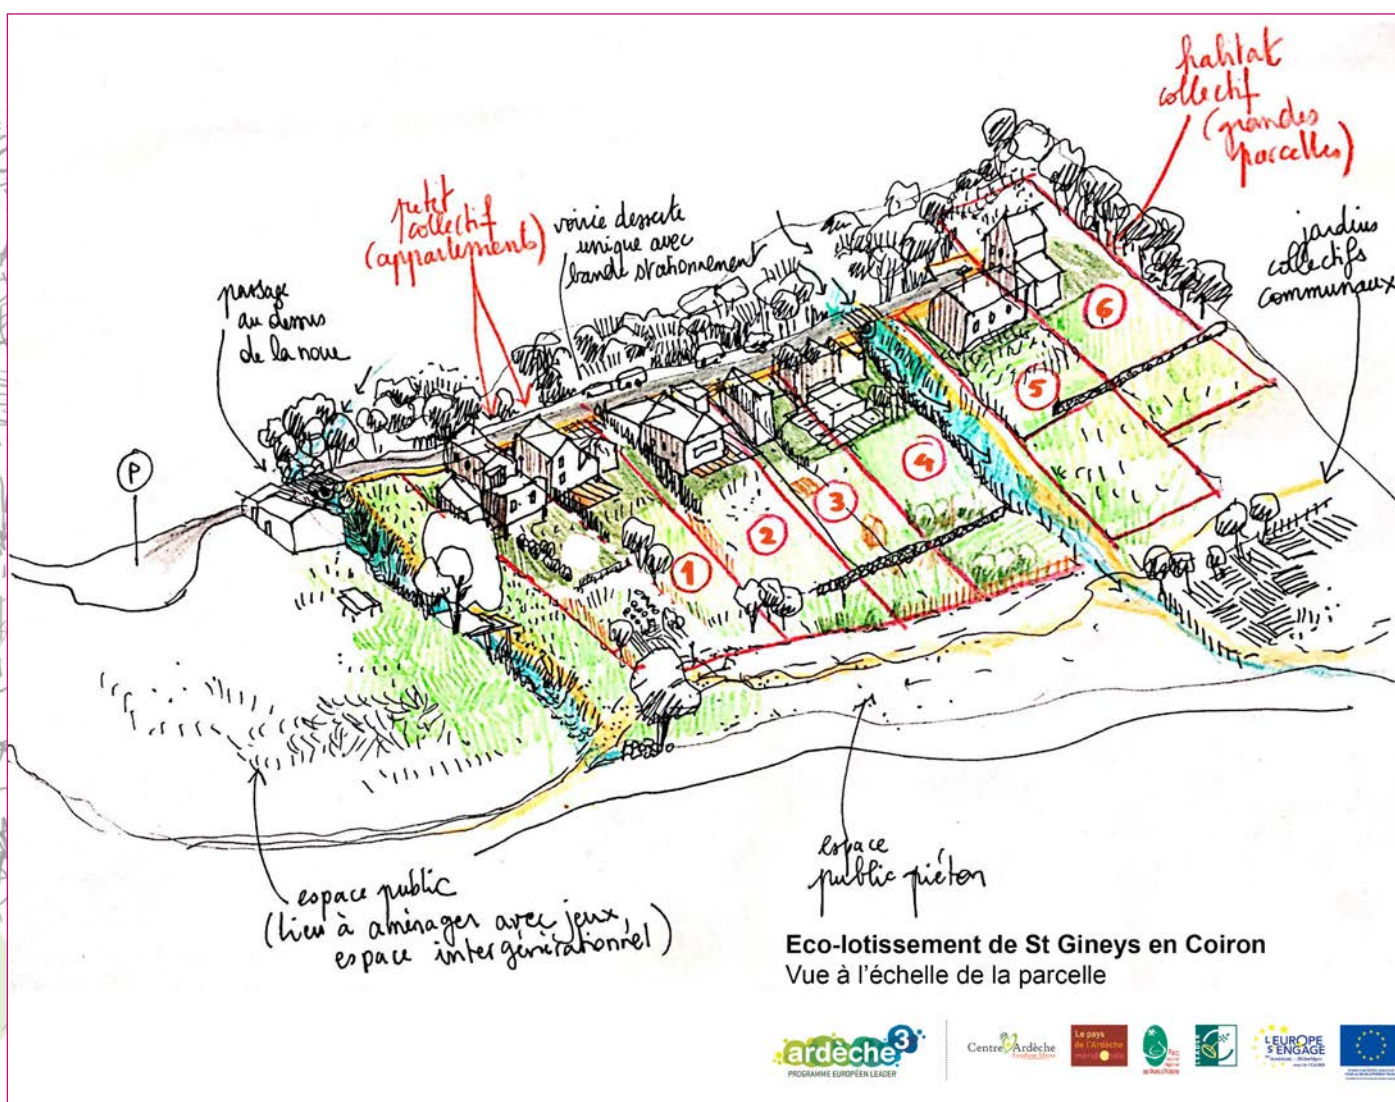 habitat
collectif
(grandes
parcelles)
petit
collectif
(appartements)
voirie desserte
unique avec
bande stationnement
jardins
collectifs
communaux
passage
au dessus
de la noue
P
6
5
4
3
2
1
espace public
(lieu à aménager avec jeux,
espace intergénérationnel)
espace
public piéton
Eco-lotissement de St Gineys en Coiron
Vue à l'échelle de la parcelle
ardèche3
PROGRAMME EUROPÉEN LEADER
Centre Ardèche
Le pays
de l'Ardèche
méridionale
LEADER
L'EUROPE
S'ENGAGE